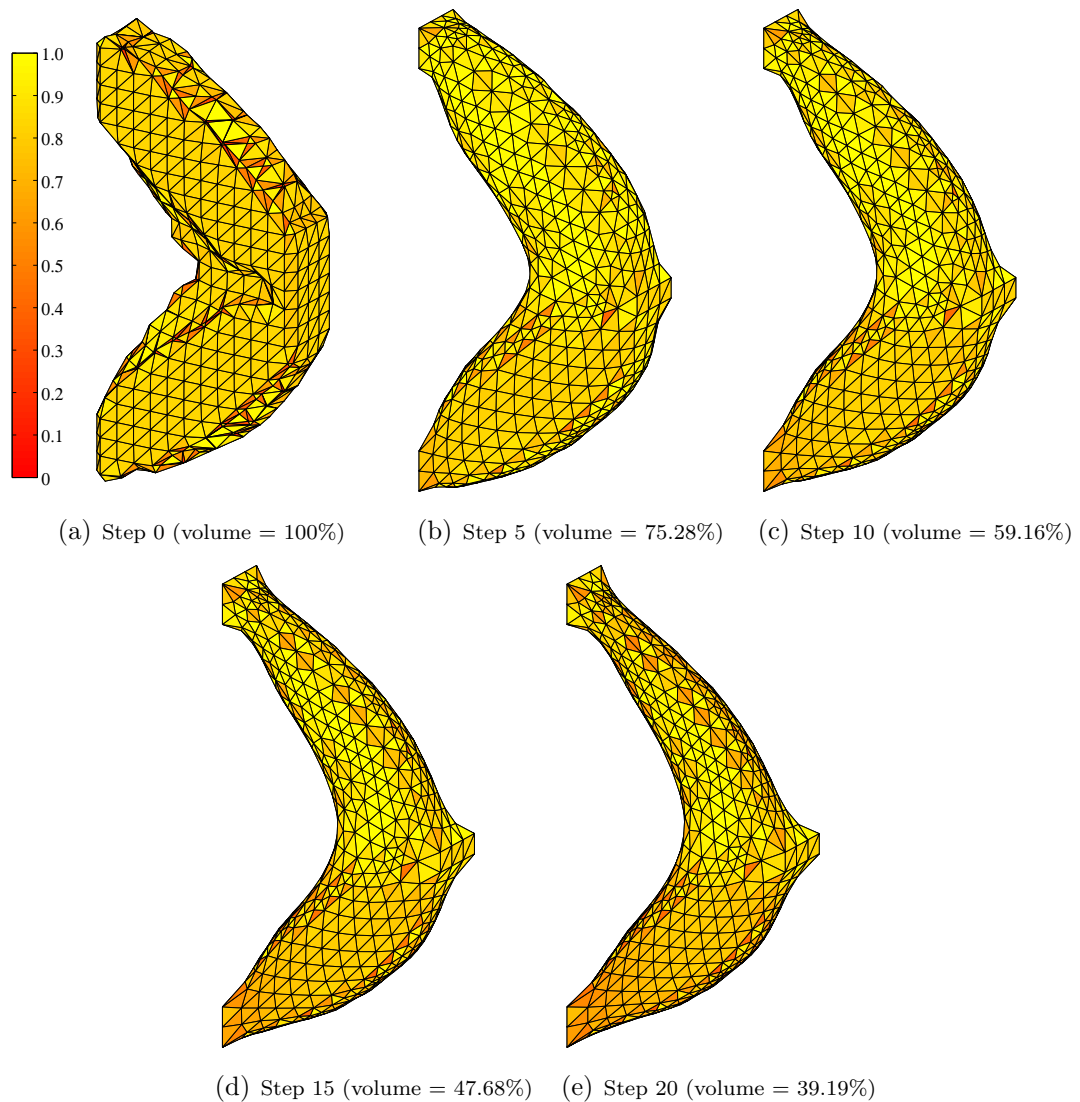 1.0
0.9
0.8
0.7
0.6
0.5
0.4
0.3
0.2
0.1
0
(a) Step 0 (volume = 100%)
(b) Step 5 (volume = 75.28%)
(c) Step 10 (volume = 59.16%)
(d) Step 15 (volume = 47.68%)
(e) Step 20 (volume = 39.19%)